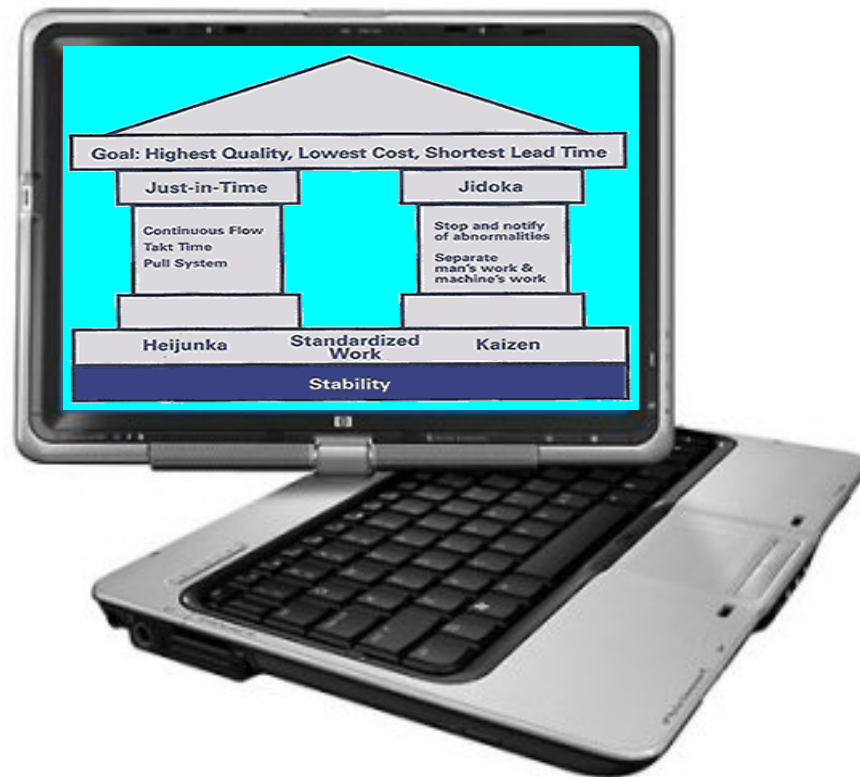 Goal: Highest Quality, Lowest Cost, Shortest Lead Time
Just-in-Time
Continuous Flow
Takt Time
Pull System
Jidoka
Stop and notify
of abnormalities
Separate
man's work &
machine's work
Heijunka
Standardized
Work
Kaizen
Stability
hp